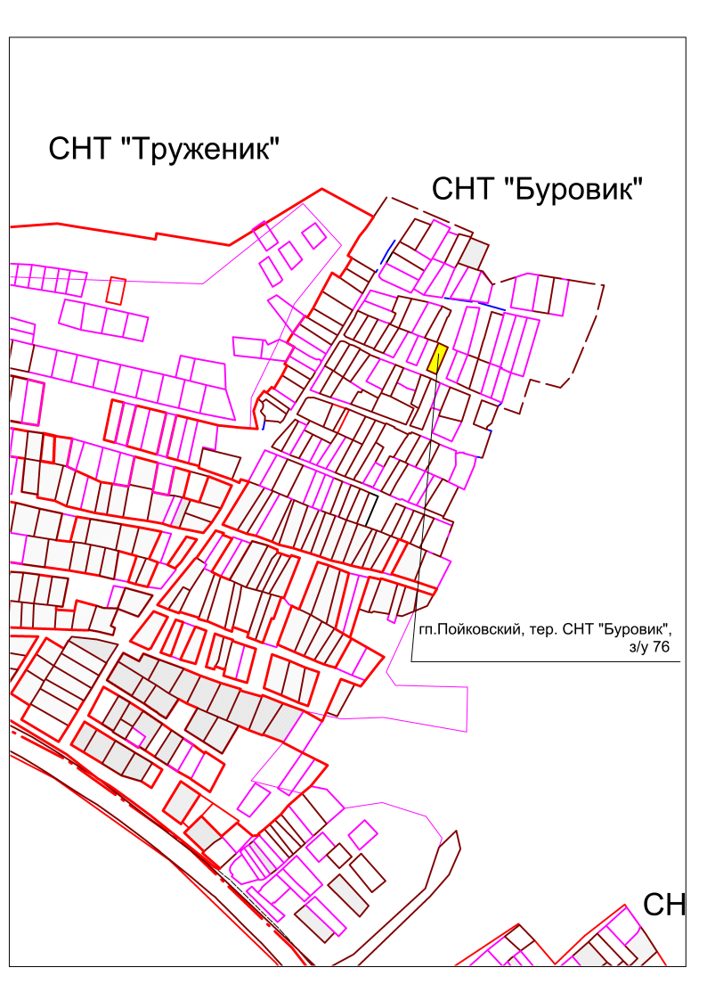 СНТ "Труженик"
СНТ "Буровик"
гп.Пойковский, тер. СНТ "Буровик",
з/у 76
СН